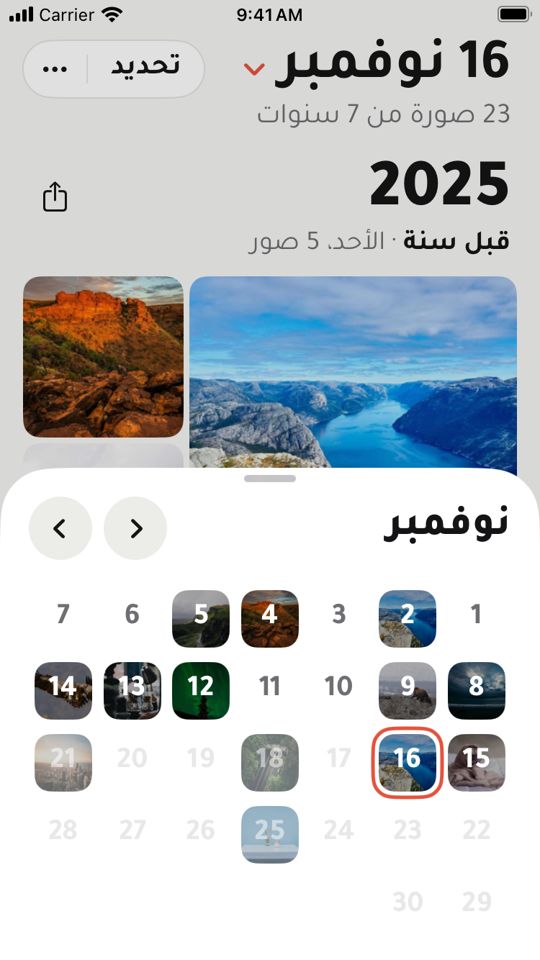 Carrier 9:41 AM
16 نوفمبر
تحديد
23 صورة من 7 سنوات
2025
قبل سنة · الأحد، 5 صور
نوفمبر
1 2 3 4 5 6 7
8 9 10 11 12 13 14
15 16 17 18 19 20 21
22 23 24 25 26 27 28
29 30